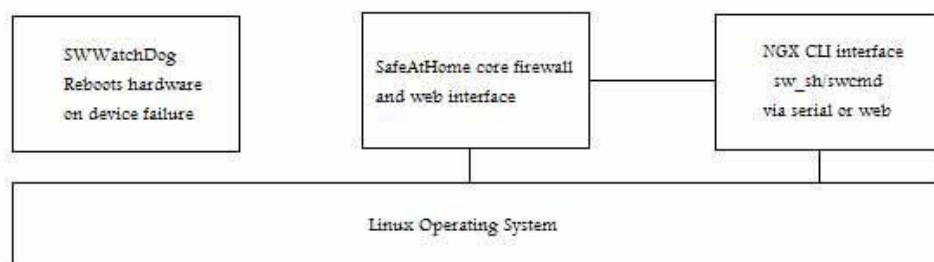 SWWatchDog
Reboots hardware
on device failure
SafeAtHome core firewall
and web interface
NGX CLI interface
sw_sh/swcmd
via serial or web
Linux Operating System